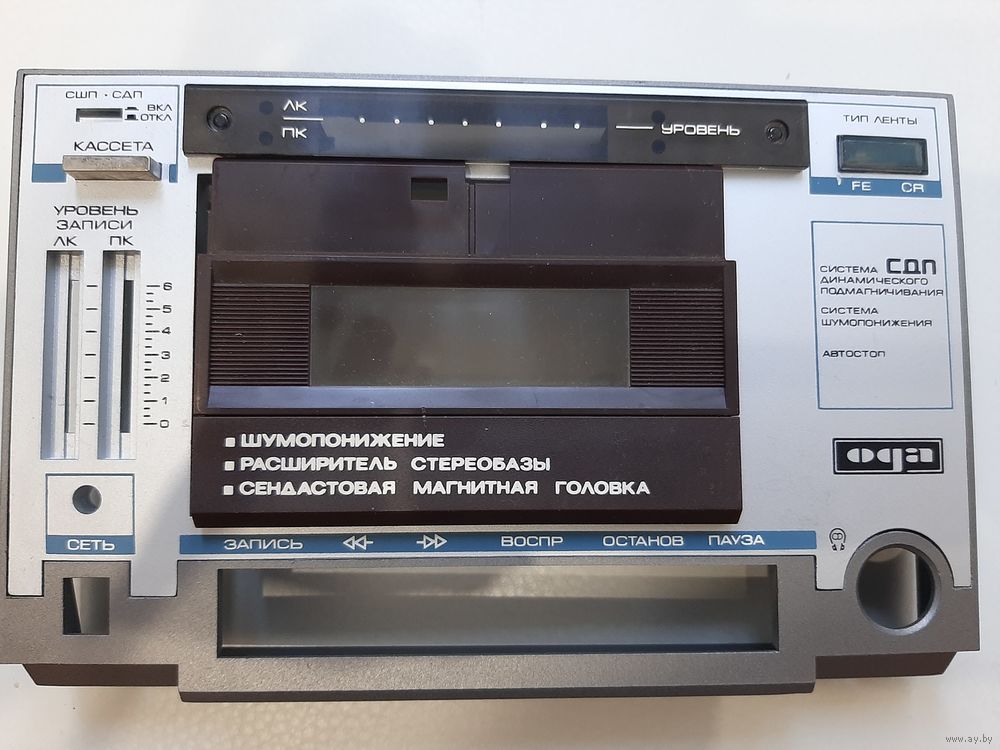 СШП · СДП
ВКЛ
ОТКЛ
КАССЕТА
ЛК
ПК
УРОВЕНЬ
ТИП ЛЕНТЫ
FE CR
УРОВЕНЬ
ЗАПИСИ
ЛК ПК
6
5
4
3
2
1
0
СИСТЕМА СДП
ДИНАМИЧЕСКОГО
ПОДМАГНИЧИВАНИЯ
СИСТЕМА
ШУМОПОНИЖЕНИЯ
АВТОСТОП
ШУМОПОНИЖЕНИЕ
РАСШИРИТЕЛЬ СТЕРЕОБАЗЫ
СЕНДАСТОВАЯ МАГНИТНАЯ ГОЛОВКА
ода
СЕТЬ
ЗАПИСЬ ВОСПР ОСТАНОВ ПАУЗА
www.ay.by